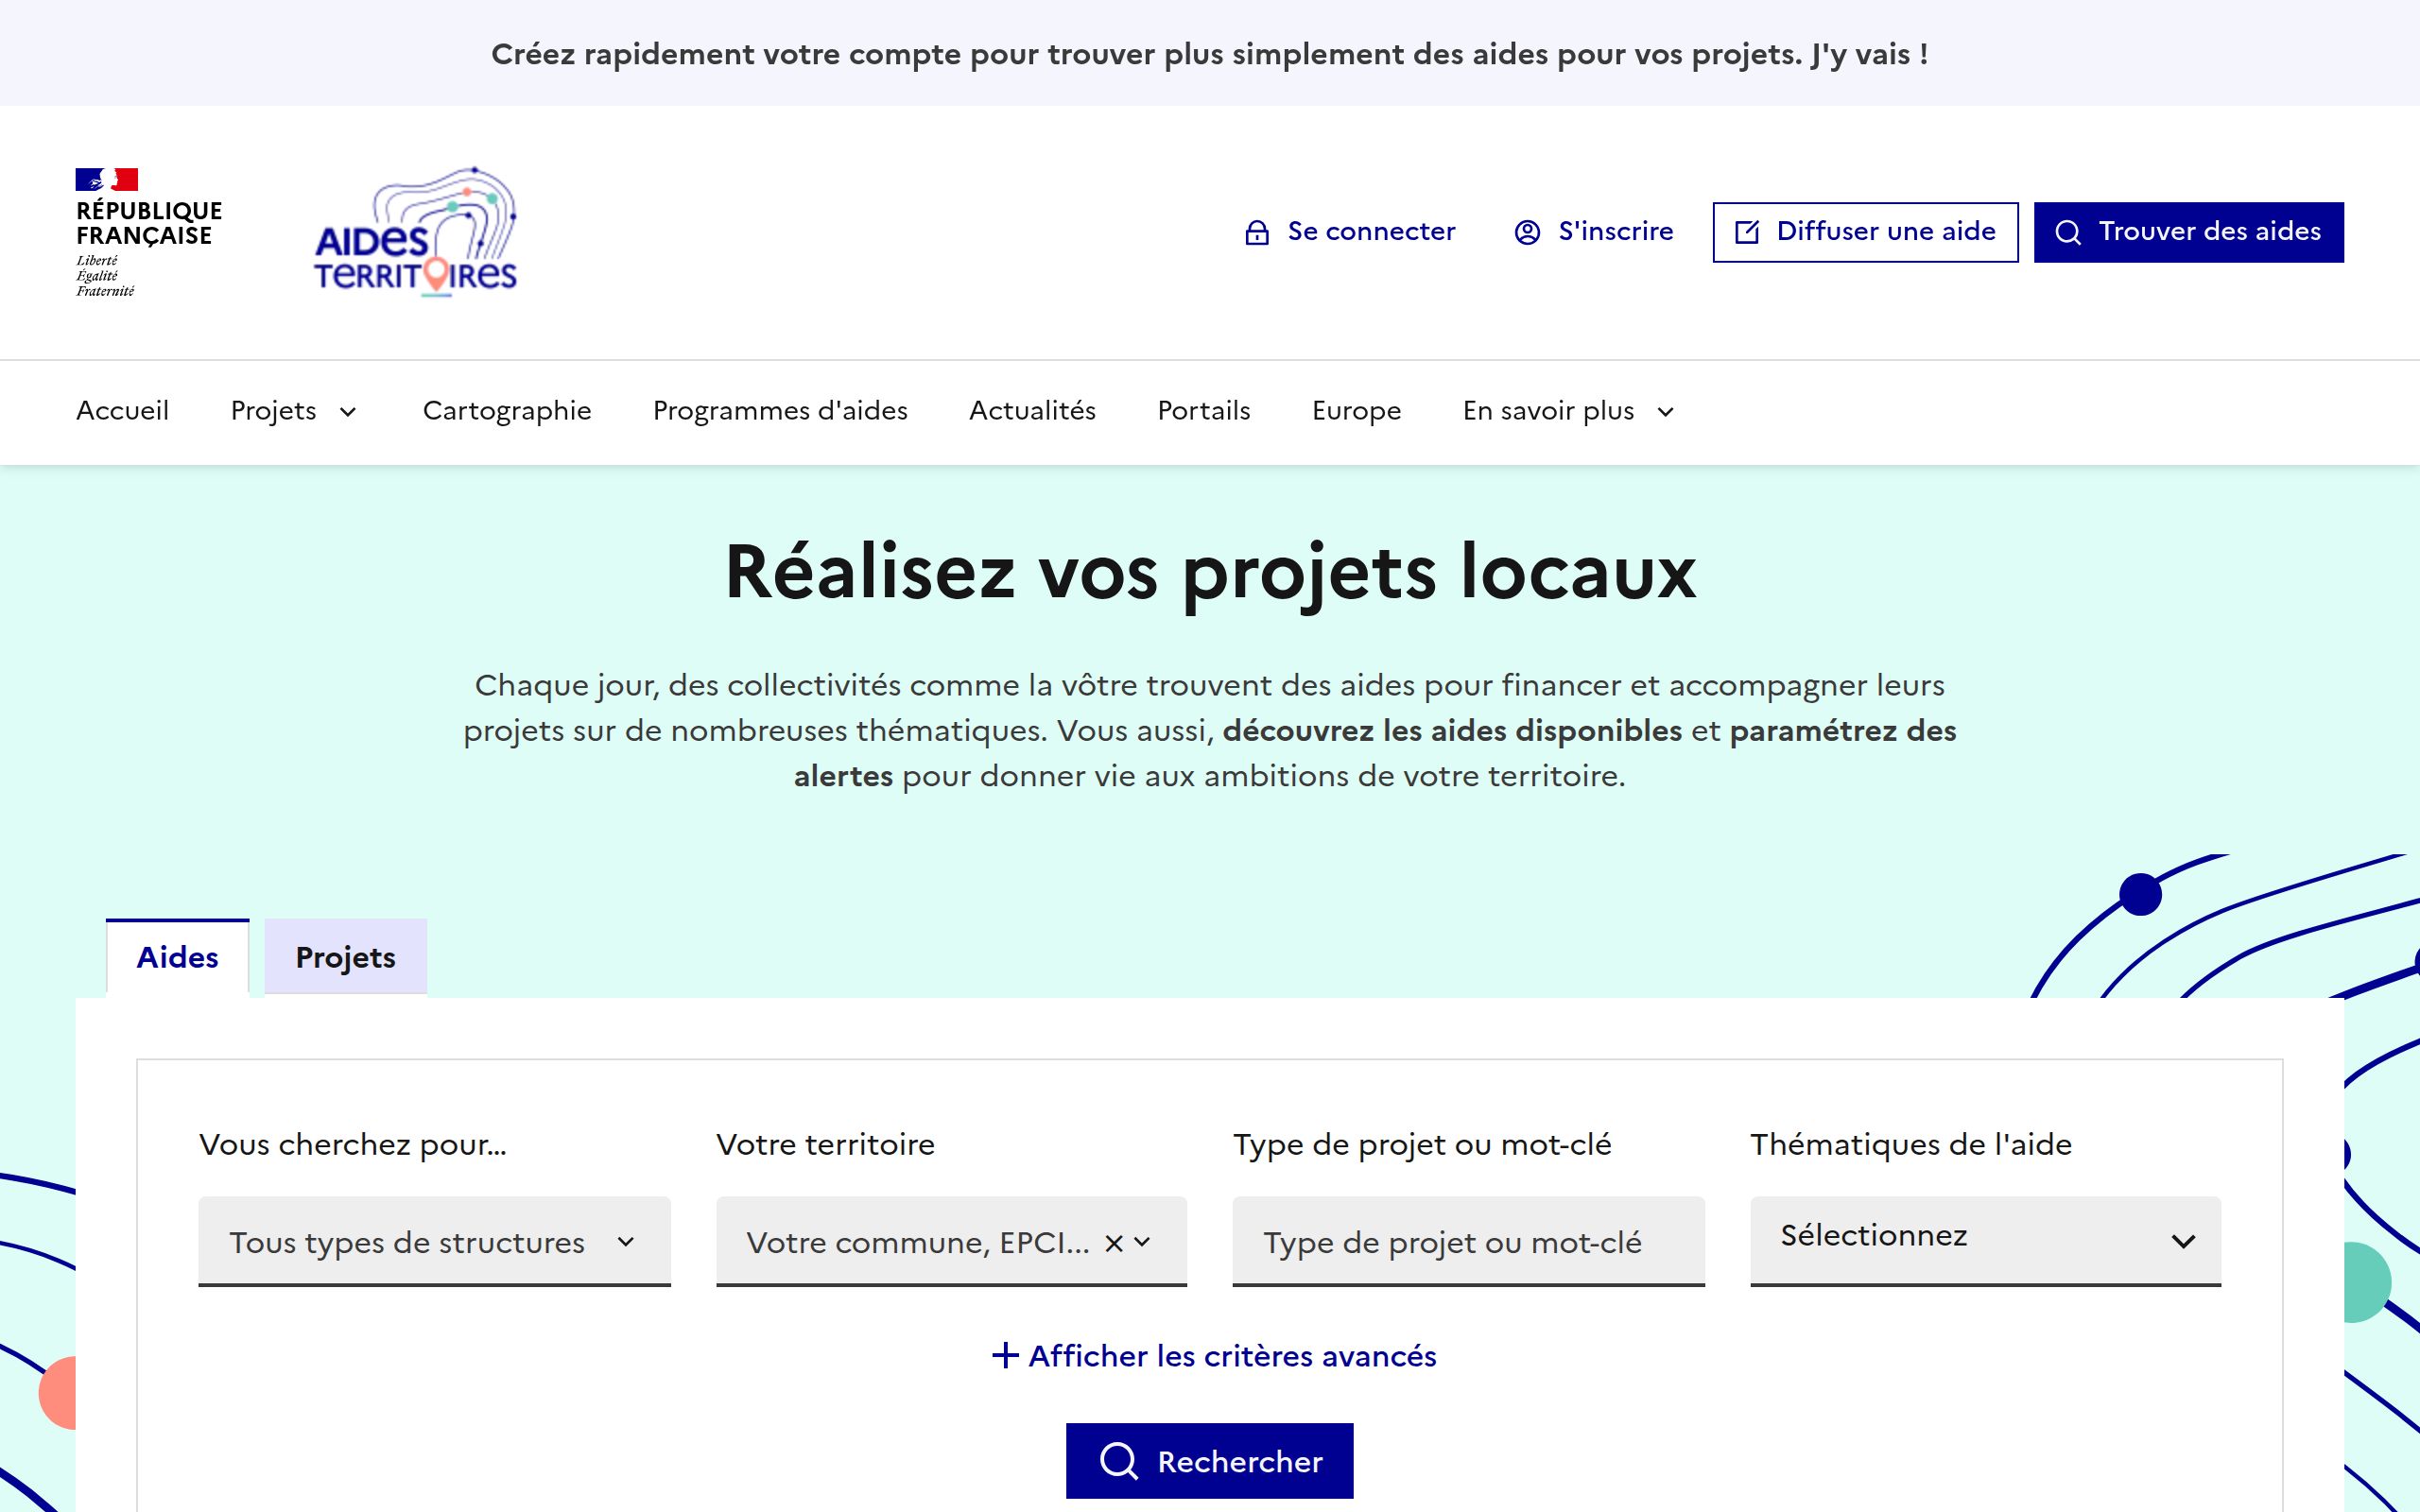 Créez rapidement votre compte pour trouver plus simplement des aides pour vos projets. J'y vais !
RÉPUBLIQUE
FRANÇAISE
Liberté
Égalité
Fraternité
AIDES
TERRITOIRES
Se connecter
S'inscrire
Diffuser une aide
Trouver des aides
Accueil
Projets
Cartographie
Programmes d'aides
Actualités
Portails
Europe
En savoir plus
Réalisez vos projets locaux
Chaque jour, des collectivités comme la vôtre trouvent des aides pour financer et accompagner leurs
projets sur de nombreuses thématiques. Vous aussi, découvrez les aides disponibles et paramétrez des
alertes pour donner vie aux ambitions de votre territoire.
Aides
Projets
Vous cherchez pour...
Votre territoire
Type de projet ou mot-clé
Thématiques de l'aide
Tous types de structures
Votre commune, EPCI...
Type de projet ou mot-clé
Sélectionnez
Afficher les critères avancés
Rechercher